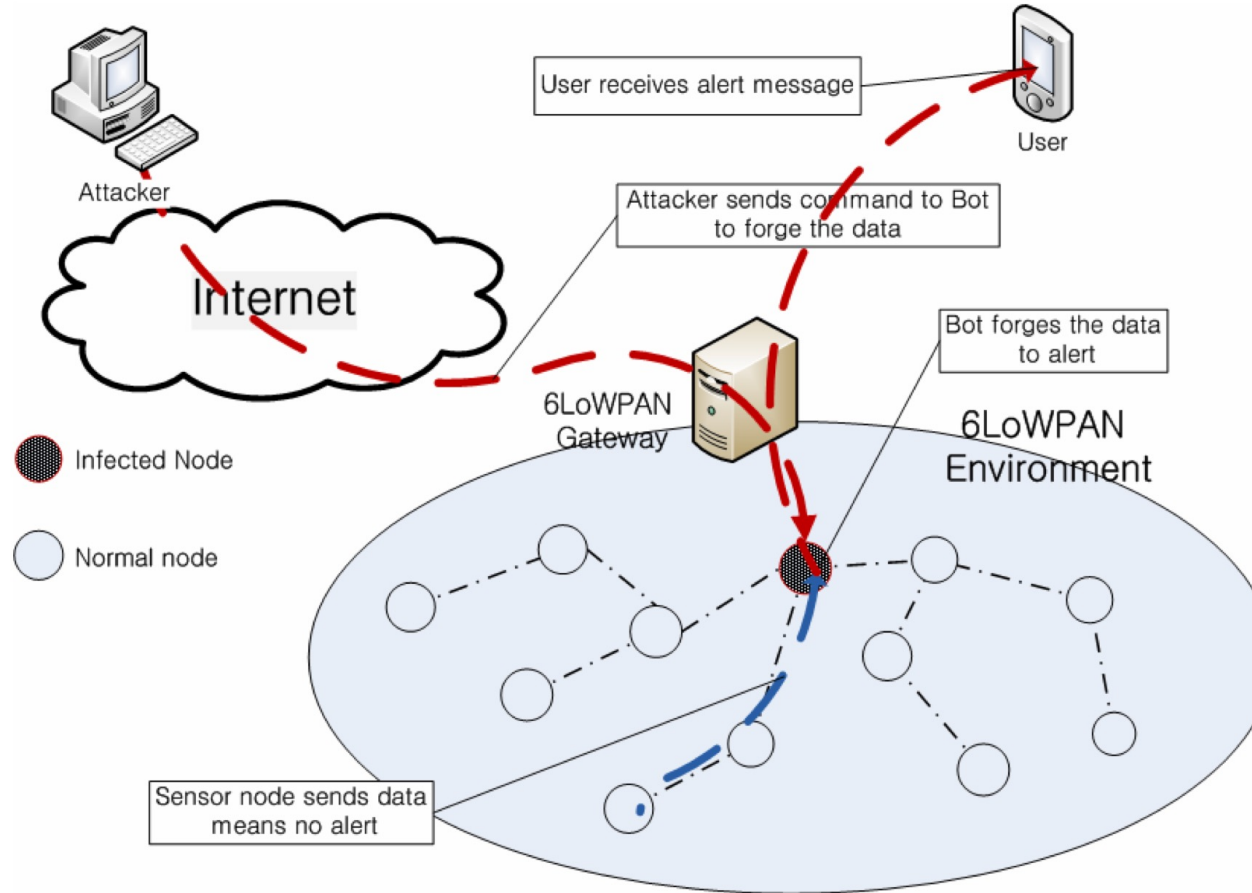 User receives alert message
User
Attacker
Attacker sends command to Bot
to forge the data
Internet
Bot forges the data
to alert
6LoWPAN
Gateway
6LoWPAN
Environment
Infected Node
Normal node
Sensor node sends data
means no alert